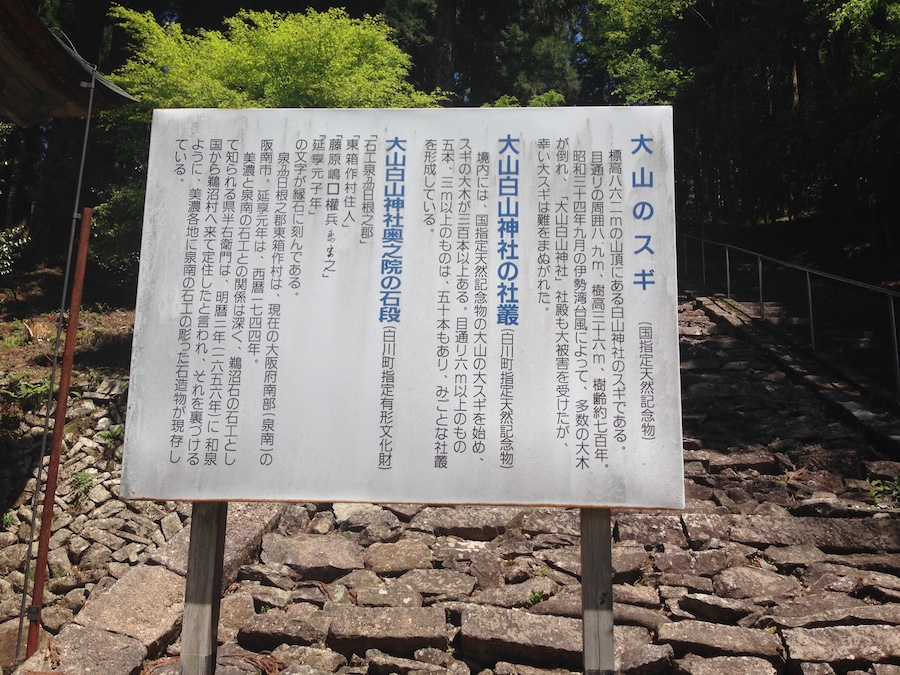 大山のスギ
(国指定天然記念物)
標高八六二mの山頂にある白山神社のスギである。
目通りの周囲八、九m、樹高三十六m、樹齢約七百年。
昭和三十四年九月の伊勢湾台風によって、多数の大木
が倒れ、「大山白山神社」社殿も大被害を受けたが、
幸い大スギは難をまぬがれた。
大山白山神社の社叢
(白川町指定天然記念物)
境内には、国指定天然記念物の大山の大スギを始め、
スギの大木が三百本以上ある。目通り六m以上のもの
五本、三m以上のものは、五十本もあり、みごとな社叢
を形成している。
大山白山神社奥之院の石段
(白川町指定有形文化財)
「石工泉刕日根之郡」
「東箱作村住人」
「藤原嶋口權兵
「延享元子年」
の文字が縁石に刻んである。
泉刕日根之郡東箱作村は、現在の大阪府南部(泉南)の
阪南市。延享元年は、西暦一七四四年。
美濃と泉南の石工との関係は深く、鵜沼石の石工とし
て知られる県半右衛門は、明暦二年(一六五六年)に和泉
国から鵜沼村へ来て定住したと言われ、それを裏づける
ように、美濃各地に泉南の石工の彫った石造物が現存し
ている。